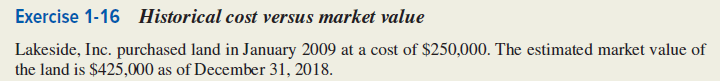 Exercise 1-16 Historical cost versus market value
Lakeside, Inc. purchased land in January 2009 at a cost of $250,000. The estimated market value of
the land is $425,000 as of December 31, 2018.